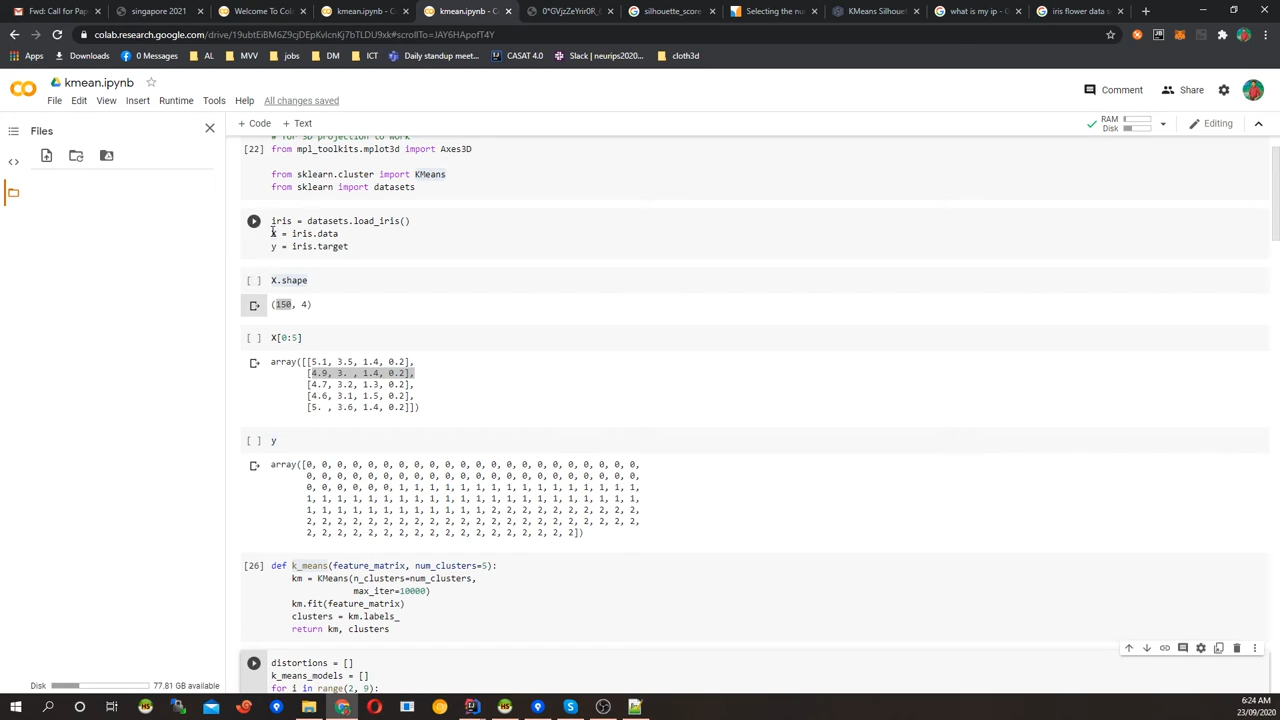 Fwd: Call for Pap
singapore 2021
Welcome To Col
kmean.ipynb - C
kmean.ipynb - C
0*GVjzZeYrir0R_
silhouette_score
Selecting the nu
KMeans Silhouet
what is my ip - G
iris flower data s
colab.research.google.com/drive/19ubtEiBM6Z9cjDEpKvlcnKj7bTLDU9xk#scrollTo=JAY6HApofT4Y
Apps
Downloads
0 Messages
AL
MVV
jobs
DM
ICT
Daily standup meet...
CASAT 4.0
Slack | neurips2020...
cloth3d
kmean.ipynb
File Edit View Insert Runtime Tools Help All changes saved
Comment
Share
Files
+ Code + Text
RAM
Disk
Editing
# for 3D projection to work
[22] from mpl_toolkits.mplot3d import Axes3D
from sklearn.cluster import KMeans
from sklearn import datasets
iris = datasets.load_iris()
X = iris.data
y = iris.target
[ ] X.shape
(150, 4)
[ ] X[0:5]
array([[5.1, 3.5, 1.4, 0.2],
[4.9, 3. , 1.4, 0.2],
[4.7, 3.2, 1.3, 0.2],
[4.6, 3.1, 1.5, 0.2],
[5. , 3.6, 1.4, 0.2]])
[ ] y
array([0, 0, 0, 0, 0, 0, 0, 0, 0, 0, 0, 0, 0, 0, 0, 0, 0, 0, 0, 0, 0, 0,
0, 0, 0, 0, 0, 0, 0, 0, 0, 0, 0, 0, 0, 0, 0, 0, 0, 0, 0, 0, 0, 0,
0, 0, 0, 0, 0, 0, 1, 1, 1, 1, 1, 1, 1, 1, 1, 1, 1, 1, 1, 1, 1, 1,
1, 1, 1, 1, 1, 1, 1, 1, 1, 1, 1, 1, 1, 1, 1, 1, 1, 1, 1, 1, 1, 1,
1, 1, 1, 1, 1, 1, 1, 1, 1, 1, 1, 1, 2, 2, 2, 2, 2, 2, 2, 2, 2, 2,
2, 2, 2, 2, 2, 2, 2, 2, 2, 2, 2, 2, 2, 2, 2, 2, 2, 2, 2, 2, 2, 2,
2, 2, 2, 2, 2, 2, 2, 2, 2, 2, 2, 2, 2, 2, 2, 2, 2, 2])
[26] def k_means(feature_matrix, num_clusters=5):
km = KMeans(n_clusters=num_clusters,
max_iter=10000)
km.fit(feature_matrix)
clusters = km.labels_
return km, clusters
distortions = []
k_means_models = []
for i in range(2, 9):
Disk
77.81 GB available
6:24 AM
23/09/2020